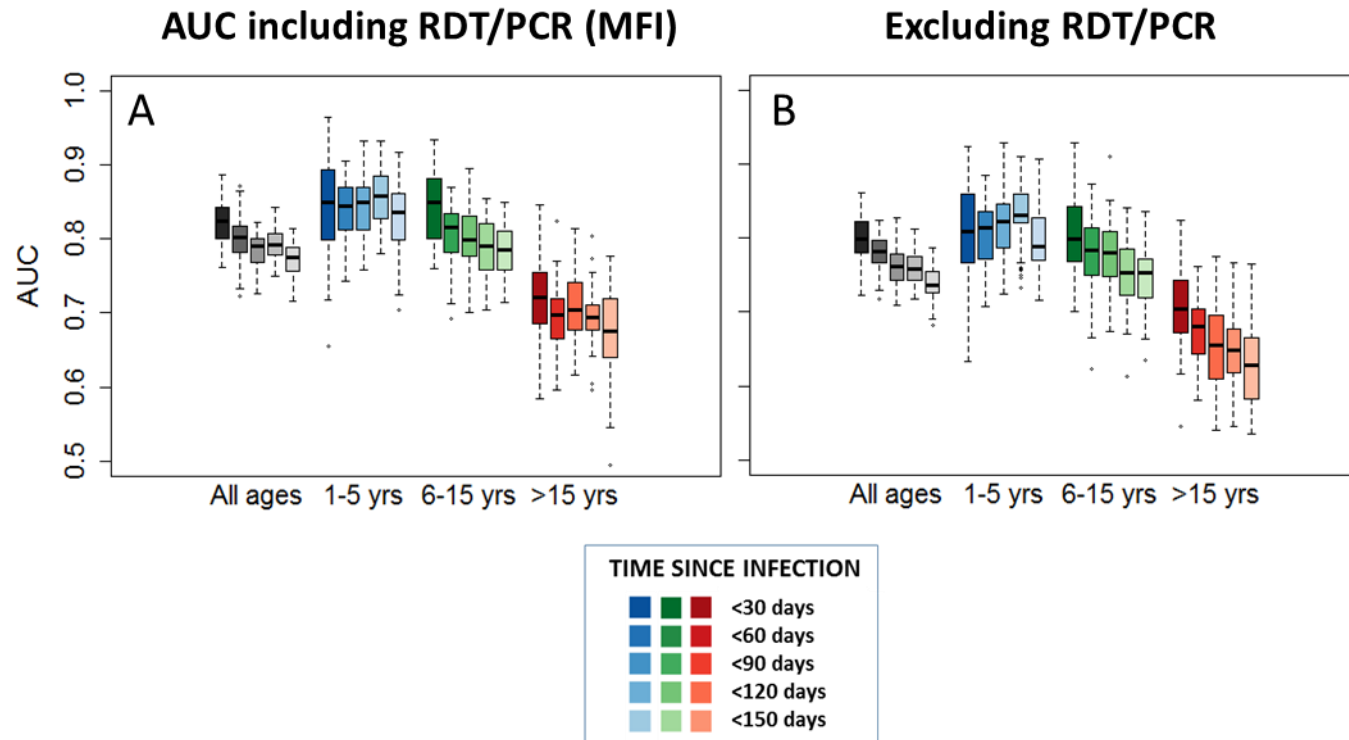 AUC including RDT/PCR (MFI)
Excluding RDT/PCR
A
B
AUC
1.0
0.9
0.8
0.7
0.6
0.5
All ages 1-5 yrs 6-15 yrs >15 yrs
All ages 1-5 yrs 6-15 yrs >15 yrs
TIME SINCE INFECTION
<30 days
<60 days
<90 days
<120 days
<150 days